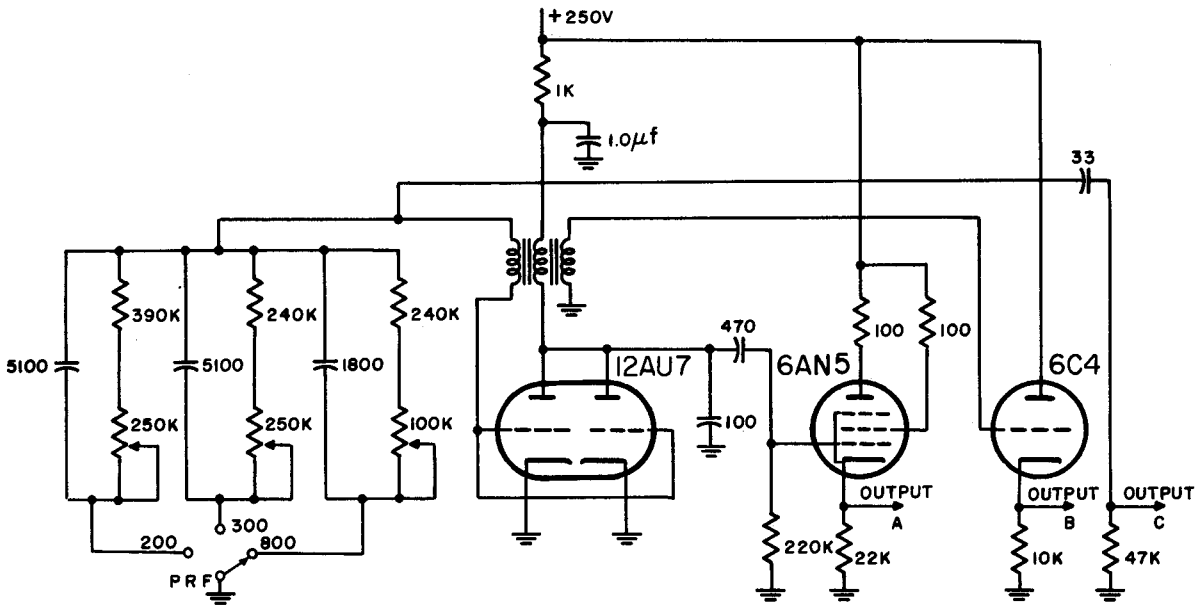 +250V
1K
1.0μf
33
390K
240K
240K
5100
5100
1800
470
100
100
12AU7
6AN5
6C4
250K
250K
100K
100
OUTPUT
A
OUTPUT
B
OUTPUT
C
200
300
800
PRF
220K
22K
10K
47K